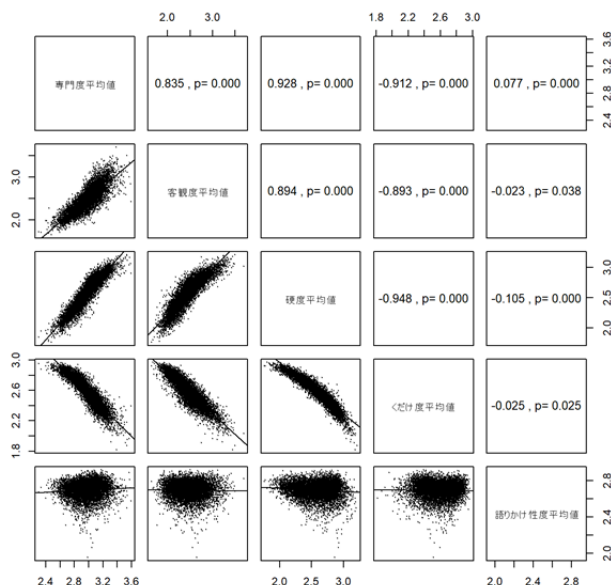 2.0 3.0 1.8 2.2 2.6 3.0
専門度平均値 0.835 , p= 0.000 0.928 , p= 0.000 -0.912 , p= 0.000 0.077 , p= 0.000 2.4 2.8 3.2 3.6
2.0 3.0 客観度平均値 0.894 , p= 0.000 -0.893 , p= 0.000 -0.023 , p= 0.038
硬度平均値 -0.948 , p= 0.000 -0.105 , p= 0.000 2.0 2.5 3.0
1.8 2.2 2.6 3.0 くだけ度平均値 -0.025 , p= 0.025
語りかけ性度平均値 2.0 2.4 2.8
2.4 2.8 3.2 3.6 2.0 2.5 3.0 2.0 2.2 2.4 2.6 2.8